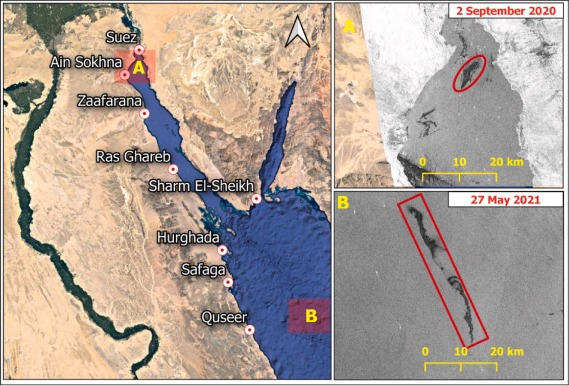 Suez
Ain Sokhna
A
Zaafarana
Ras Ghareb
Sharm El-Sheikh
Hurghada
Safaga
Quseer
B
A
2 September 2020
0 10 20 km
B
27 May 2021
0 10 20 km